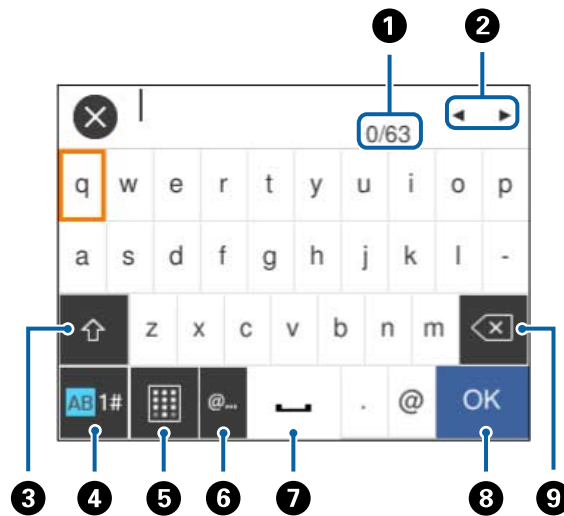 1 2
0/63
q w e r t y u i o p
a s d f g h j k l -
z x c v b n m
AB 1# @... . @ OK
3 4 5 6 7 8 9